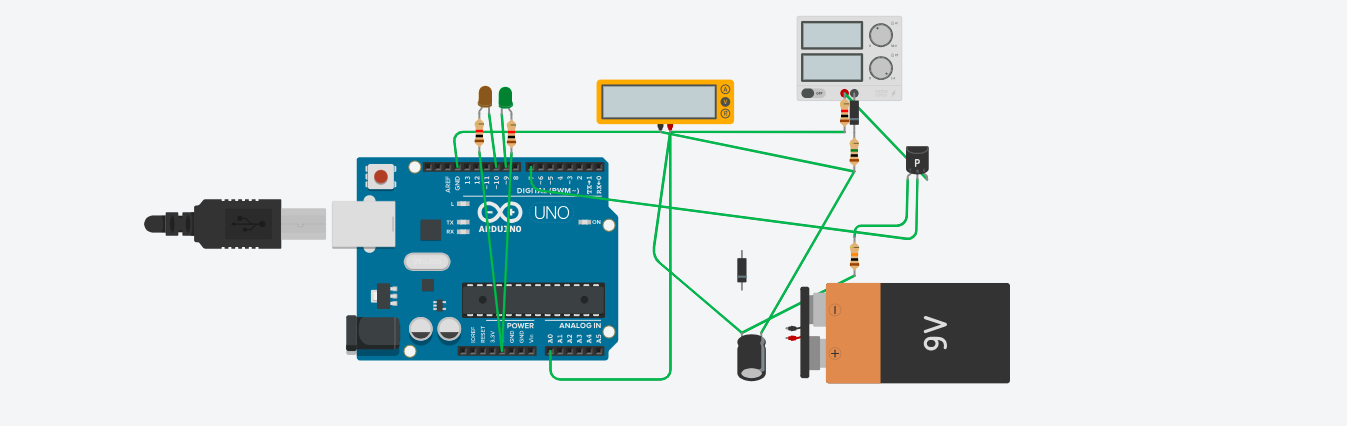 A
V
R
OFF
P
AREF
GND
13
12
~11
~10
~9
8
7
~6
~5
4
~3
2
TX→1
RX←0
DIGITAL (PWM~)
L
TX
RX
UNO
ARDUINO
ON
IOREF
RESET
3.3V
GND
GND
Vin
POWER
ANALOG IN
A0
A1
A2
A3
A4
A5
9V